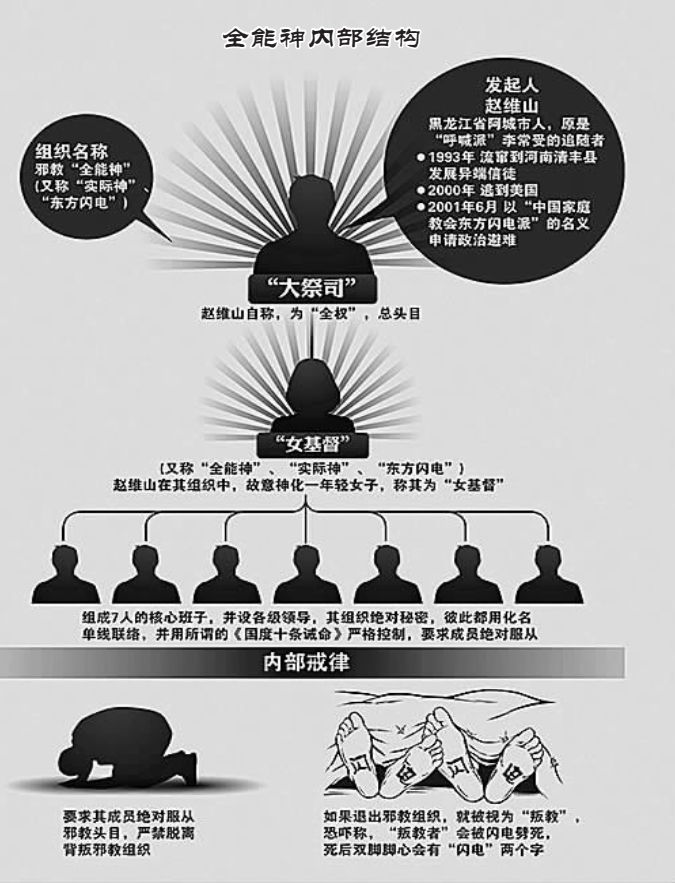 全能神内部结构
组织名称
邪教“全能神”
(又称“实际神”、
“东方闪电”)
发起人
赵维山
黑龙江省阿城市人，原是
“呼喊派”李常受的追随者
●1993年 流窜到河南清丰县
发展异端信徒
●2000年 逃到美国
●2001年6月 以“中国家庭
教会东方闪电派”的名义
申请政治避难
“大祭司”
赵维山自称，为“全权”，总头目
“女基督”
(又称“全能神”、“实际神”、“东方闪电”)
赵维山在其组织中，故意神化一年轻女子，称其为“女基督”
组成7人的核心班子，并设各级领导，其组织绝对秘密，彼此都用化名
单线联络，并用所谓的《国度十条诫命》严格控制，要求成员绝对服从
内部戒律
要求其成员绝对服从
邪教头目，严禁脱离
背叛邪教组织
如果退出邪教组织，就被视为“叛教”，
恐吓称，“叛教者”会被闪电劈死，
死后双脚脚心会有“闪电”两个字